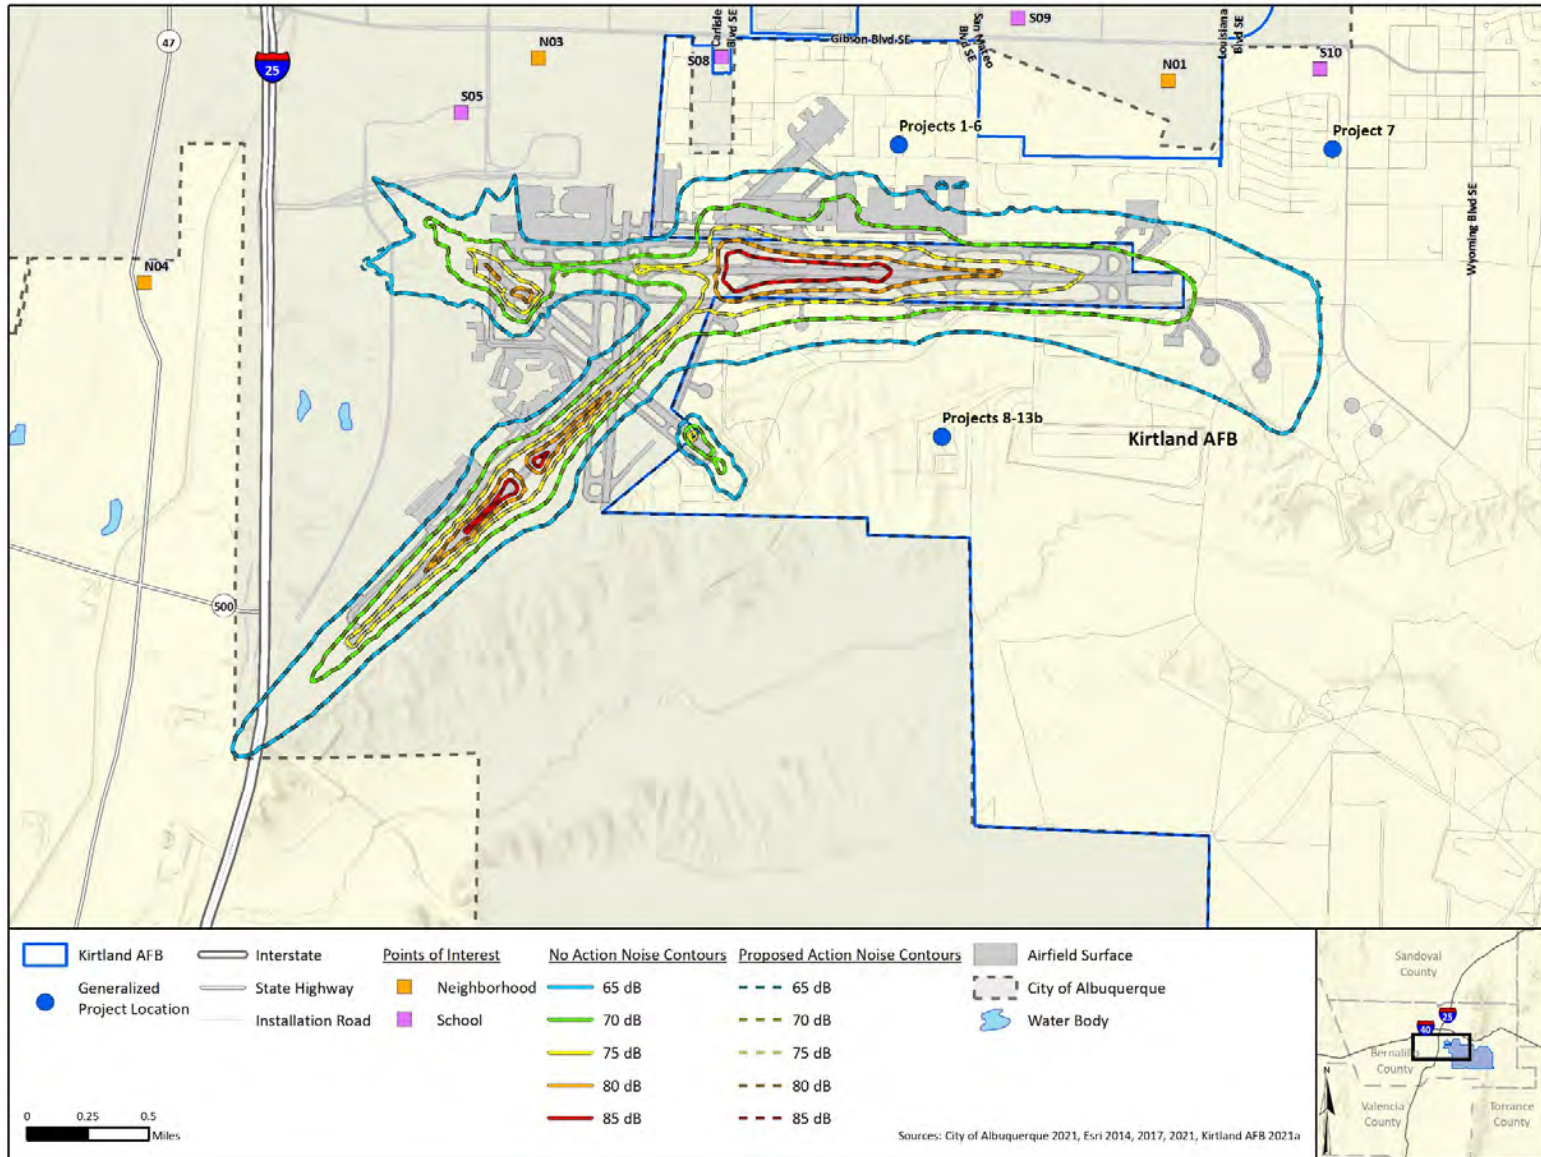 47
25
N03
S08
Carlisle
Blvd SE
Gibson Blvd SE
San Mateo
Blvd SE
S09
Louisiana
Blvd SE
S10
N01
S05
Projects 1-6
Project 7
Wyoming Blvd SE
N04
Projects 8-13b
Kirtland AFB
500
Kirtland AFB
Generalized
Project Location
Interstate
State Highway
Installation Road
Points of Interest
Neighborhood
School
No Action Noise Contours
65 dB
70 dB
75 dB
80 dB
85 dB
Proposed Action Noise Contours
65 dB
70 dB
75 dB
80 dB
85 dB
Airfield Surface
City of Albuquerque
Water Body
0 0.25 0.5
Miles
Sources: City of Albuquerque 2021, Esri 2014, 2017, 2021, Kirtland AFB 2021a
Sandoval
County
25
40
Bernalillo
County
N
Valencia
County
Torrance
County